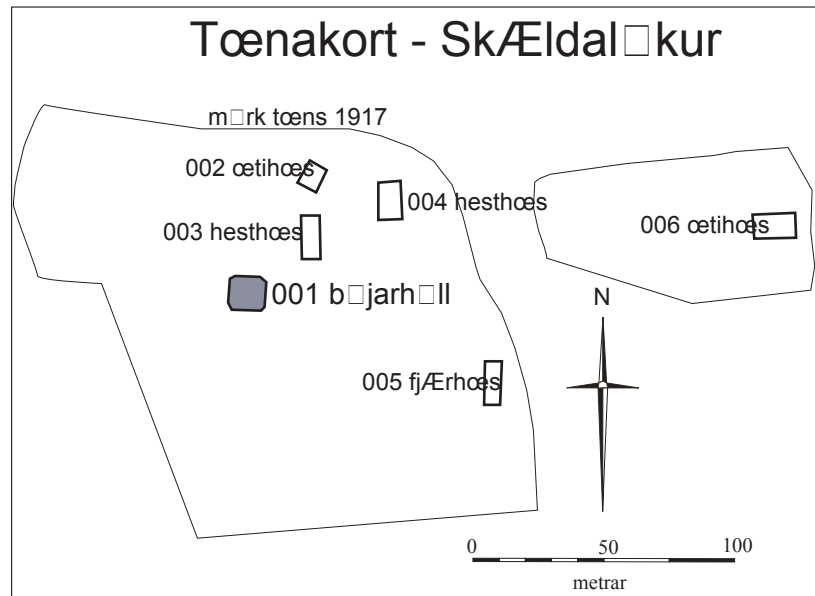 Tœnakort - SkÆldal□kur
m□rk tœns 1917
002 œtihœs
004 hesthœs
003 hesthœs
006 œtihœs
001 b□jarh□ll
N
005 fjÆrhœs
0 50 100
metrar